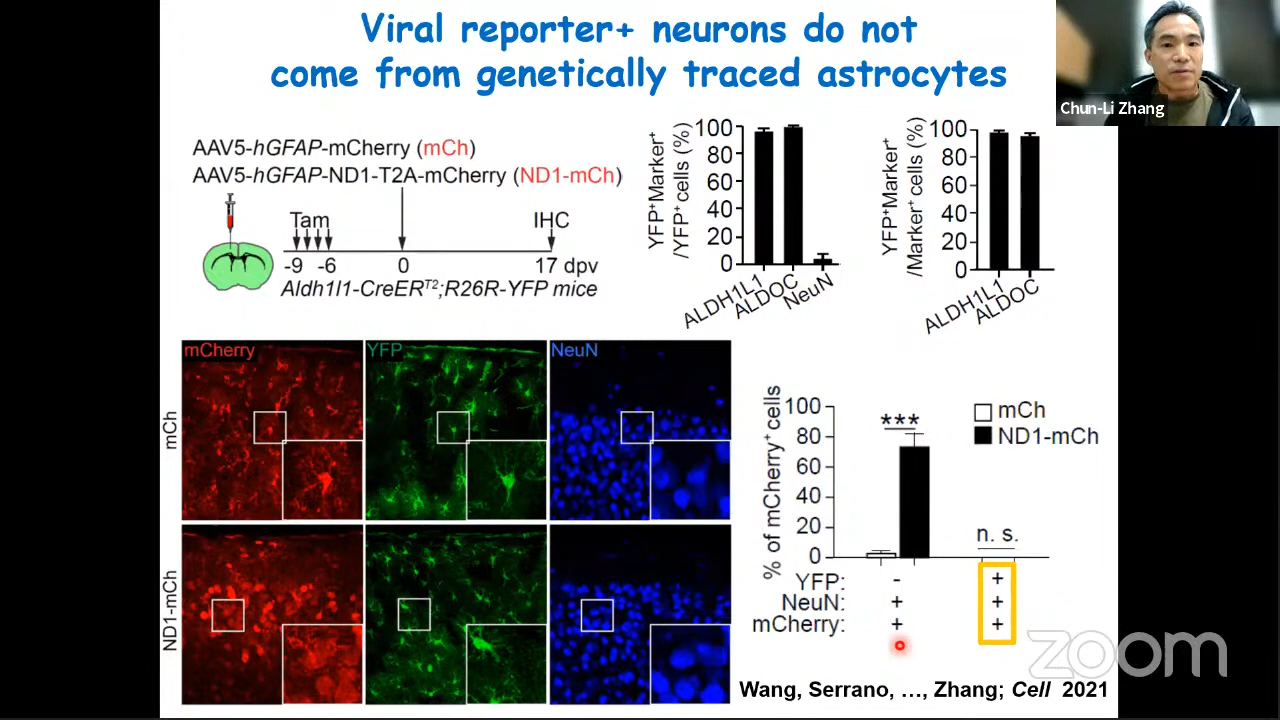 Viral reporter+ neurons do not
come from genetically traced astrocytes
Chun-Li Zhang
AAV5-hGFAP-mCherry (mCh)
AAV5-hGFAP-ND1-T2A-mCherry (ND1-mCh)
Tam
IHC
-9 -6 0 17 dpv
Aldh1l1-CreERT2;R26R-YFP mice
YFP+Marker+
/YFP+ cells (%)
100
80
60
40
20
0
ALDH1L1
ALDOC
NeuN
YFP+Marker+
/Marker+ cells (%)
100
80
60
40
20
0
ALDH1L1
ALDOC
mCherry
YFP
NeuN
mCh
ND1-mCh
% of mCherry+ cells
100
80
60
40
20
0
***
n. s.
mCh
ND1-mCh
YFP: - +
NeuN: + +
mCherry: + +
zoom
Wang, Serrano, ..., Zhang; Cell 2021